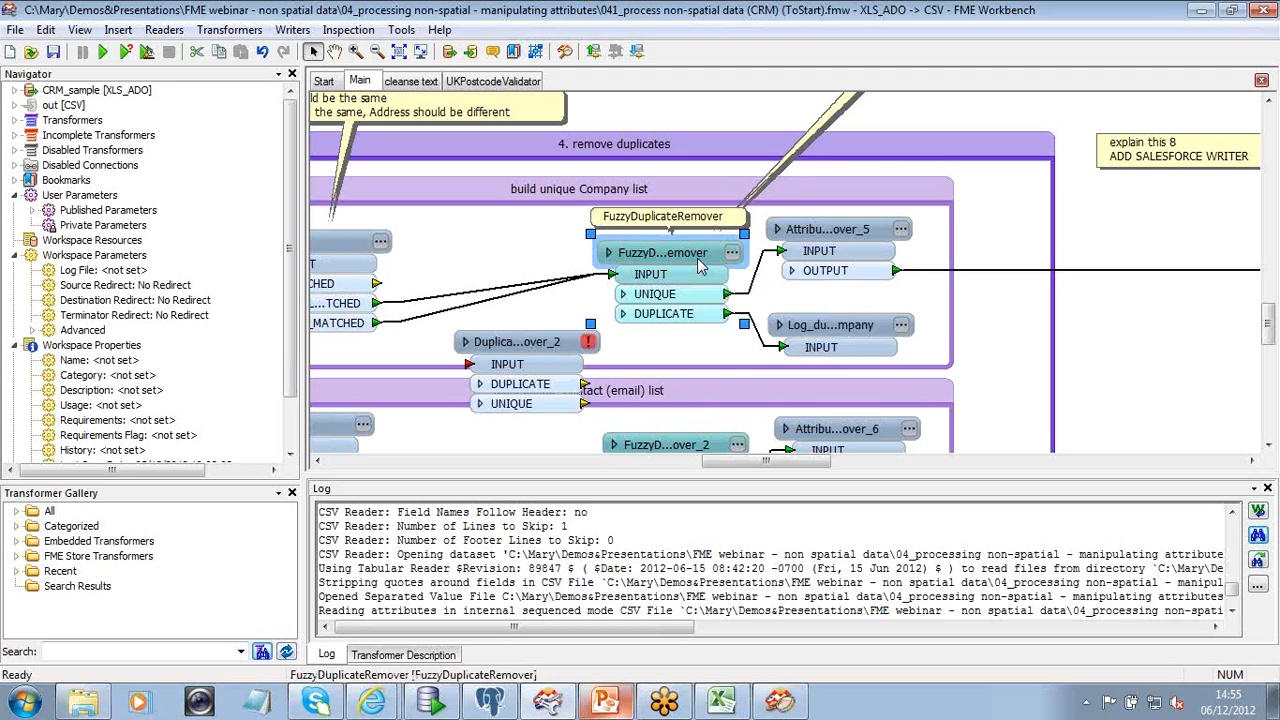 C:\Mary\Demos&Presentations\FME webinar - non spatial data\04_processing non-spatial - manipulating attributes\041_process non-spatial data (CRM) (ToStart).fmw - XLS_ADO -> CSV - FME Workbench
File Edit View Insert Readers Transformers Writers Inspection Tools Help
Navigator
CRM_sample [XLS_ADO]
out [CSV]
Transformers
Incomplete Transformers
Disabled Transformers
Disabled Connections
Bookmarks
User Parameters
Published Parameters
Private Parameters
Workspace Resources
Workspace Parameters
Log File: <not set>
Source Redirect: No Redirect
Destination Redirect: No Redirect
Terminator Redirect: No Redirect
Advanced
Workspace Properties
Name: <not set>
Category: <not set>
Description: <not set>
Usage: <not set>
Requirements: <not set>
Requirements Flag: <not set>
History: <not set>
Start Main cleanse text UKPostcodeValidator
ld be the same
the same, Address should be different
4. remove duplicates
explain this 8
ADD SALESFORCE WRITER
build unique Company list
FuzzyDuplicateRemover
FuzzyD...emover
INPUT
UNIQUE
DUPLICATE
Attribu...over_5
INPUT
OUTPUT
T
CHED
L...TCHED
_MATCHED
Log_du...mpany
INPUT
Duplica...over_2
INPUT
DUPLICATE
UNIQUE
tact (email) list
FuzzyD...over_2
Attribu...over_6
INPUT
Transformer Gallery
All
Categorized
Embedded Transformers
FME Store Transformers
Recent
Search Results
Search:
Log
CSV Reader: Field Names Follow Header: no
CSV Reader: Number of Lines to Skip: 1
CSV Reader: Number of Footer Lines to Skip: 0
CSV Reader: Opening dataset 'C:\Mary\Demos&Presentations\FME webinar - non spatial data\04_processing non-spatial - manipulating attribute
Using Tabular Reader $Revision: 89847 $ ( $Date: 2012-06-15 08:42:20 -0700 (Fri, 15 Jun 2012) $ ) to read files from directory `C:\Mary\De
Stripping quotes around fields in CSV File `C:\Mary\Demos&Presentations\FME webinar - non spatial data\04_processing non-spatial - manipul
Opened Separated Value File C:\Mary\Demos&Presentations\FME webinar - non spatial data\04_processing non-spatial - manipulating attributes
Reading attributes in internal sequenced mode CSV File `C:\Mary\Demos&Presentations\FME webinar - non spatial data\04_processing non-spati
Log Transformer Description
Ready
FuzzyDuplicateRemover [FuzzyDuplicateRemover]
NUM
14:55
06/12/2012